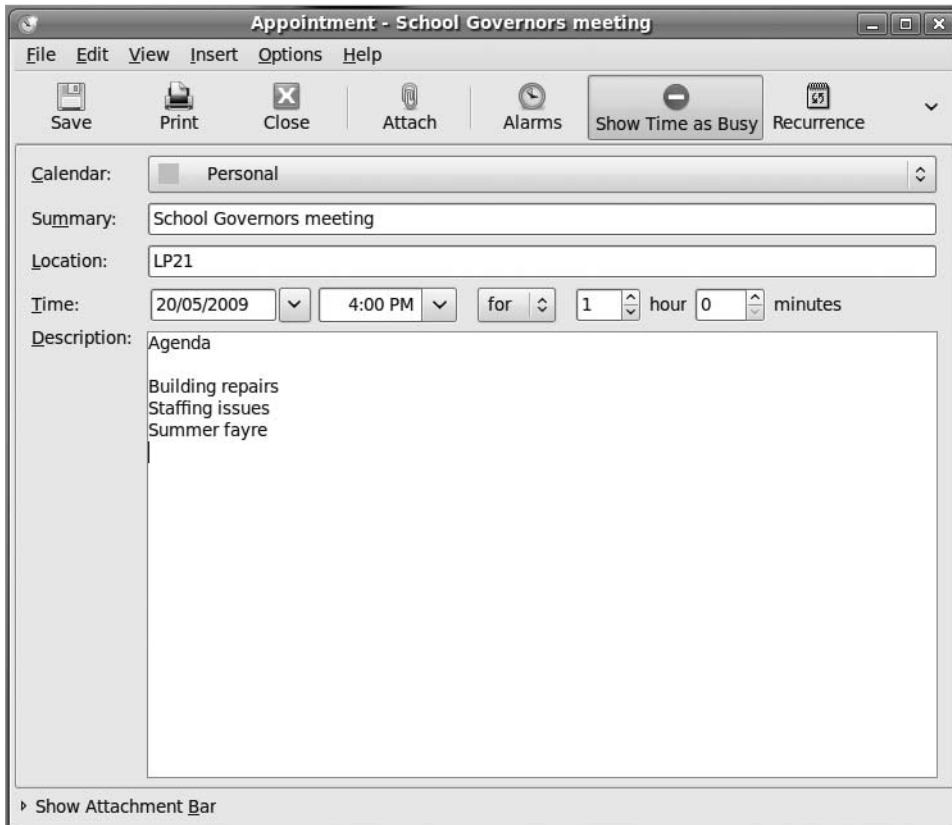 Appointment - School Governors meeting
File Edit View Insert Options Help
Save Print Close Attach Alarms Show Time as Busy Recurrence
Calendar: Personal
Summary: School Governors meeting
Location: LP21
Time: 20/05/2009 4:00 PM for 1 hour 0 minutes
Description: Agenda
Building repairs
Staffing issues
Summer fayre
Show Attachment Bar